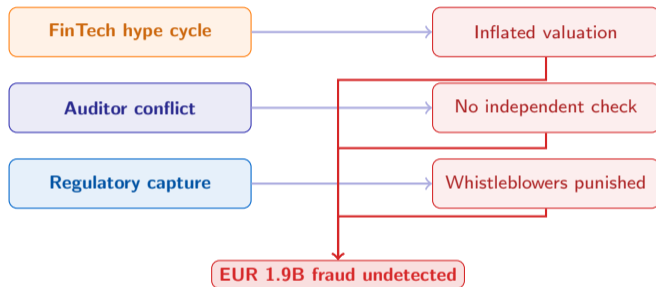 FinTech hype cycle
Inflated valuation
Auditor conflict
No independent check
Regulatory capture
Whistleblowers punished
EUR 1.9B fraud undetected